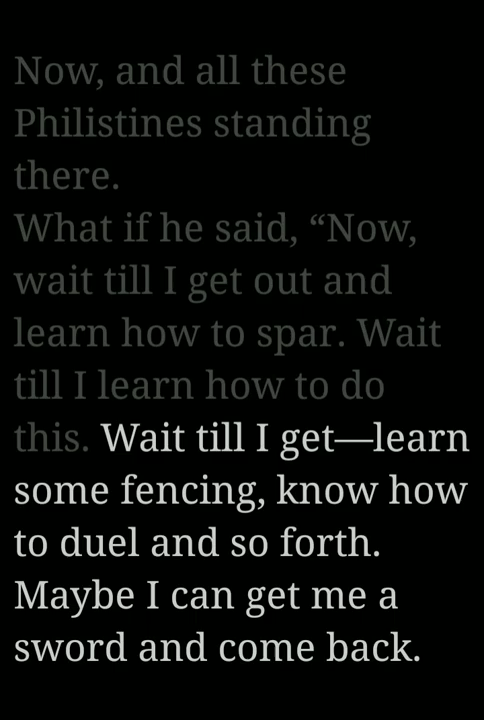 Now, and all these
Philistines standing
there.
What if he said, “Now,
wait till I get out and
learn how to spar. Wait
till I learn how to do
this. Wait till I get—learn
some fencing, know how
to duel and so forth.
Maybe I can get me a
sword and come back.